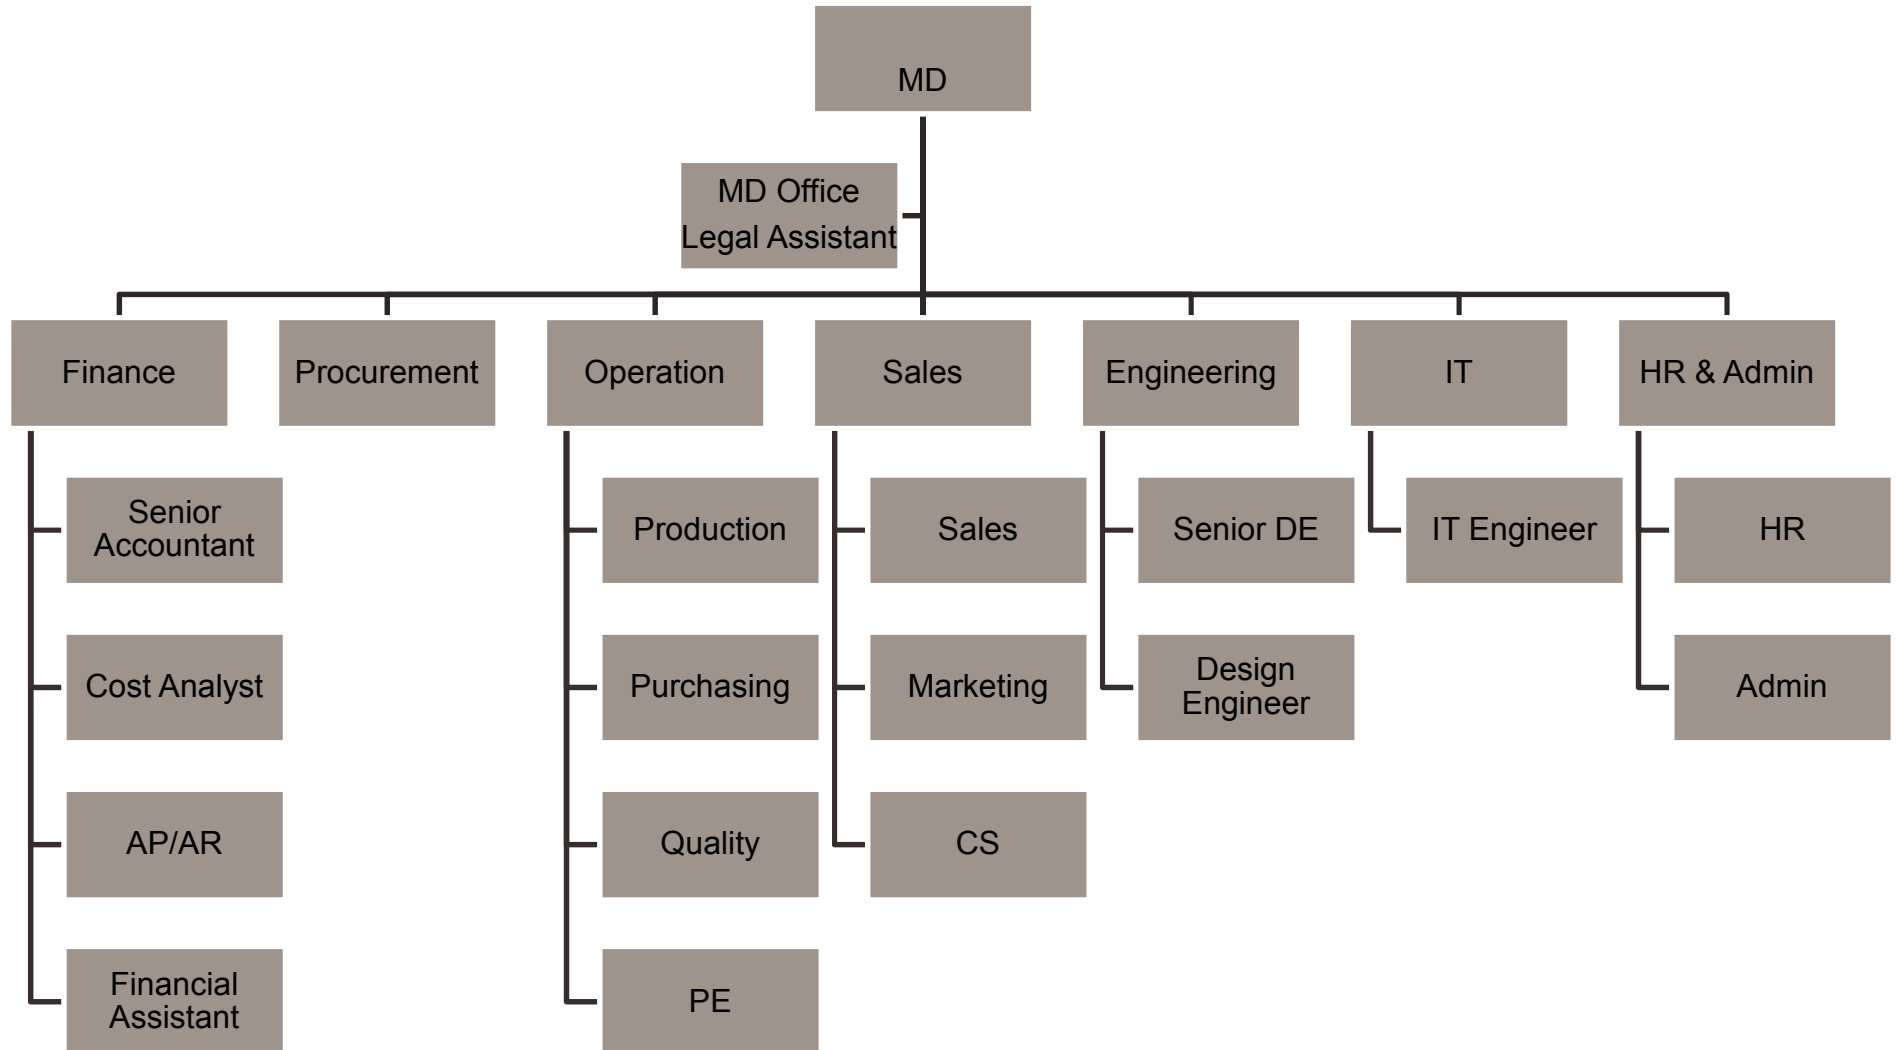 MD
MD Office
Legal Assistant
Finance
Procurement
Operation
Sales
Engineering
IT
HR & Admin
Senior
Accountant
Production
Sales
Senior DE
IT Engineer
HR
Cost Analyst
Purchasing
Marketing
Design
Engineer
Admin
AP/AR
Quality
CS
Financial
Assistant
PE